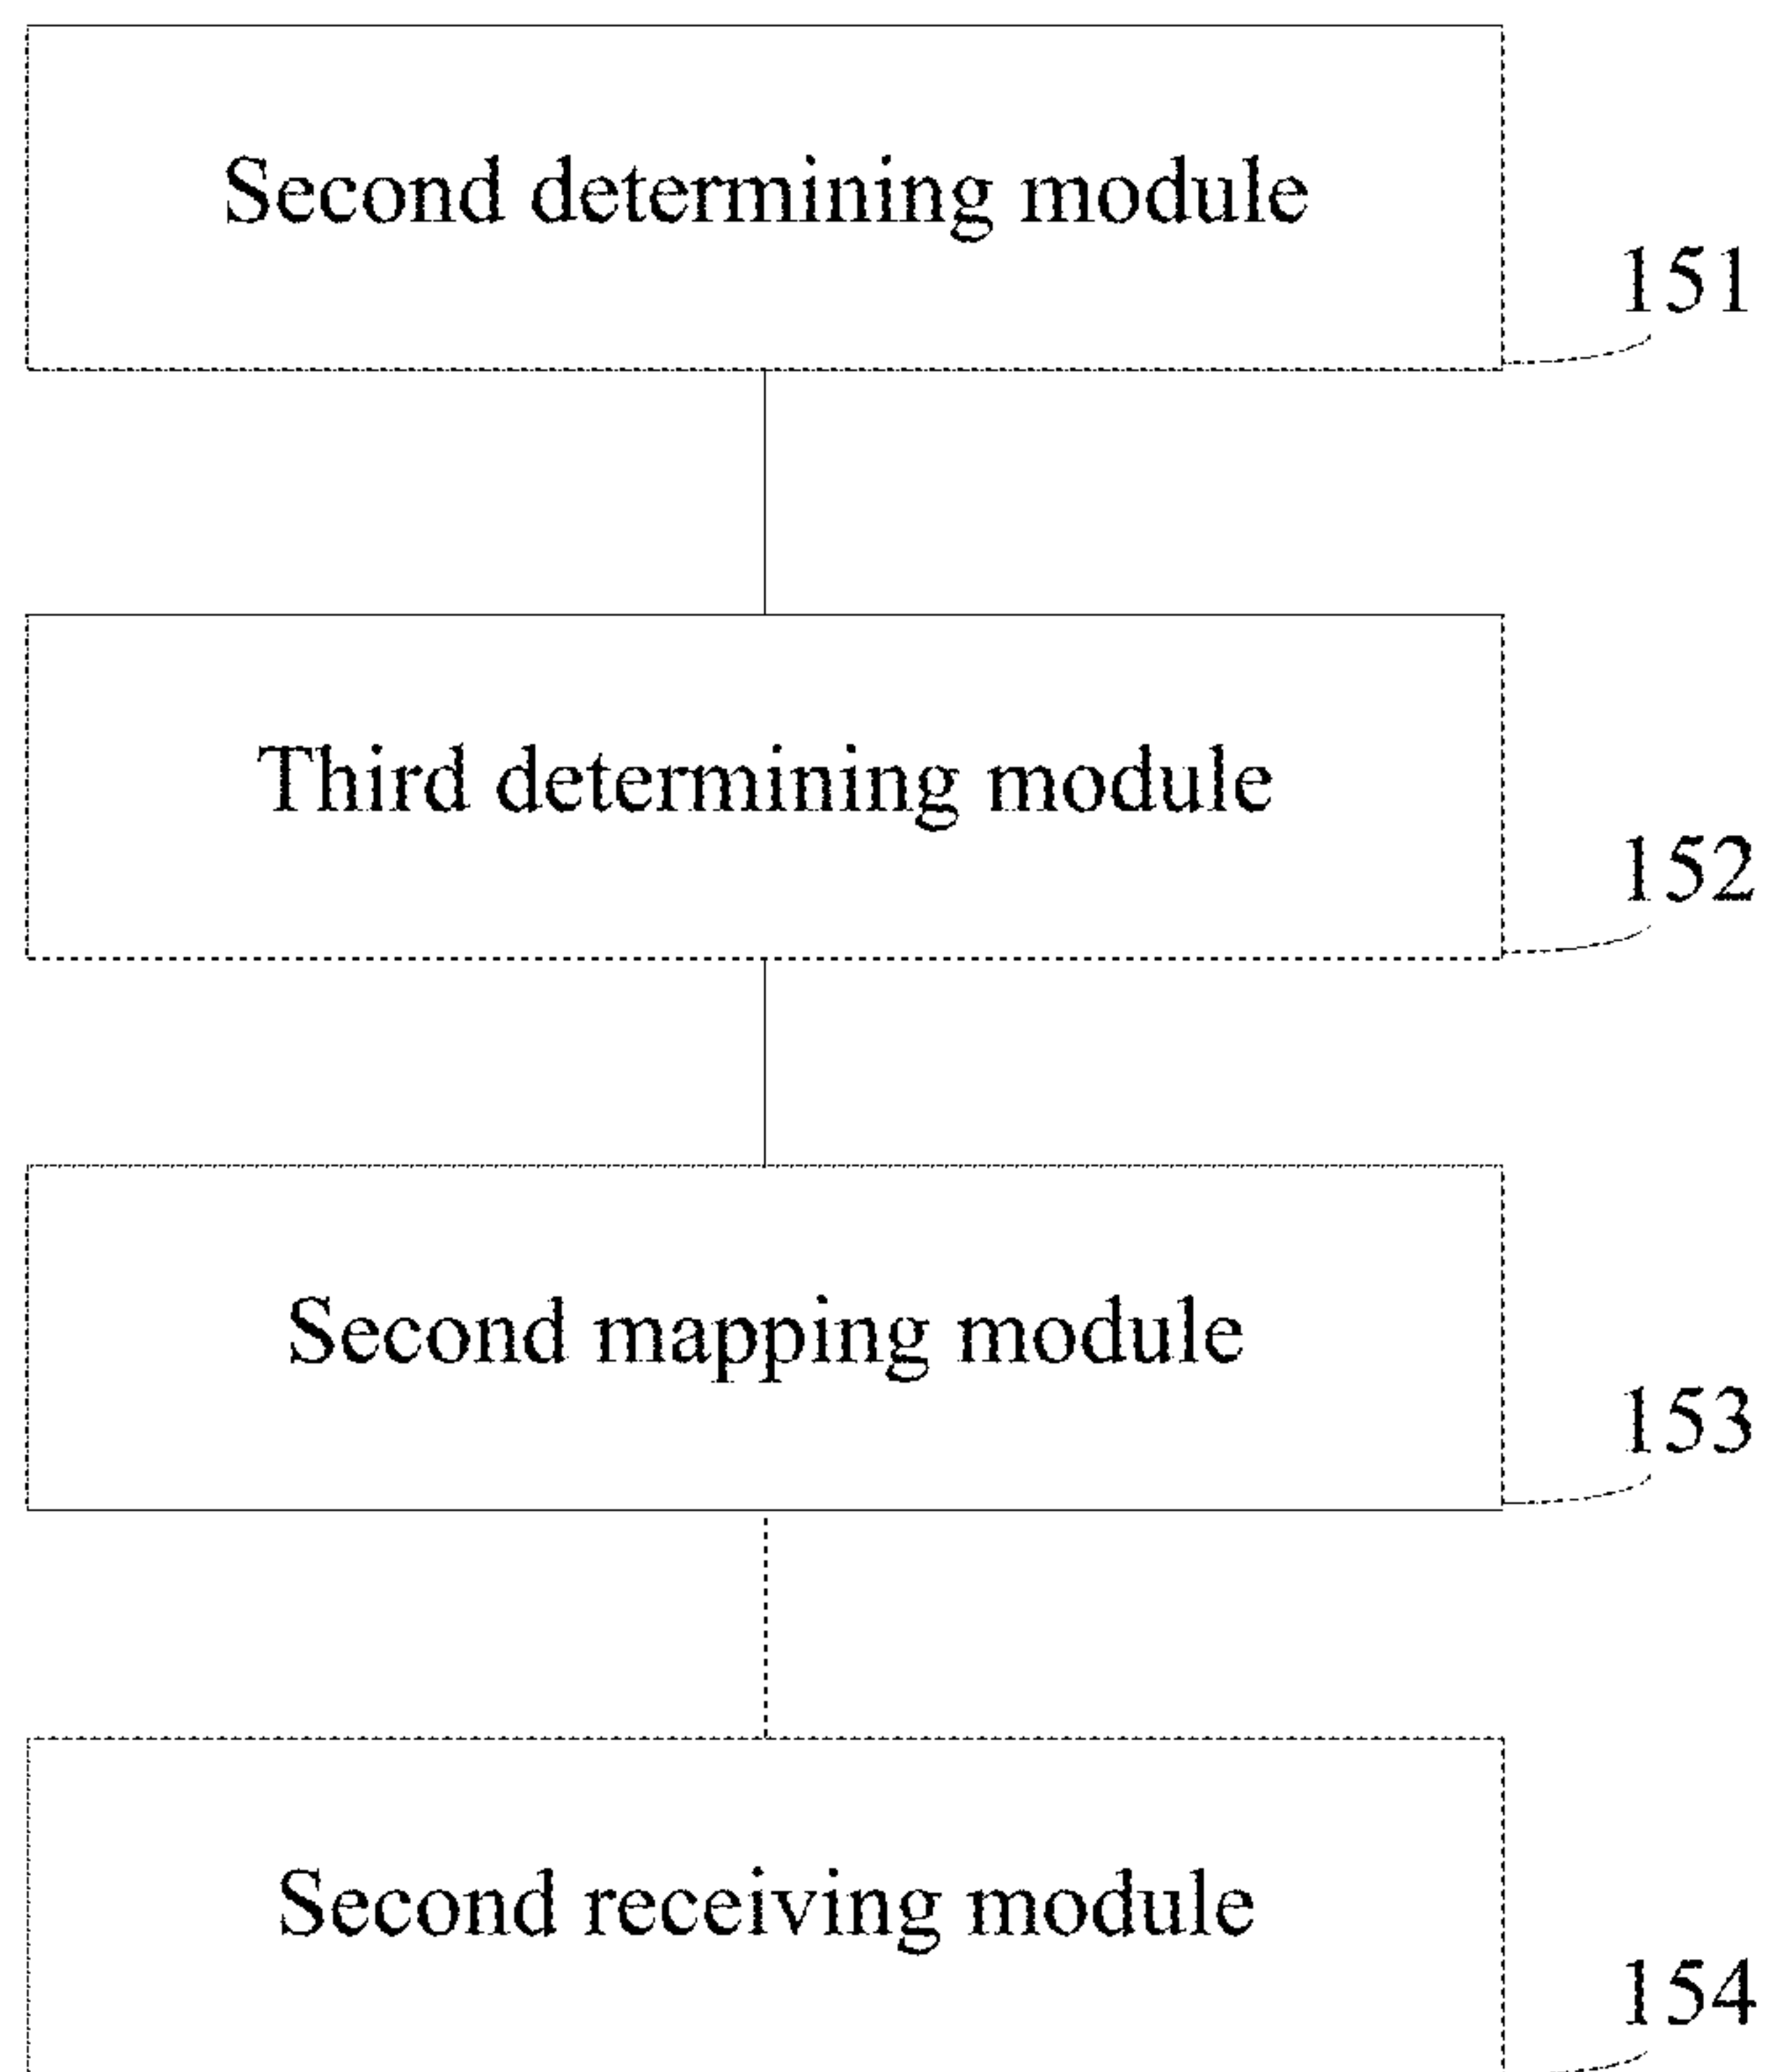 Second determining module
151
Third determining module
152
Second mapping module
153
Second receiving module
154